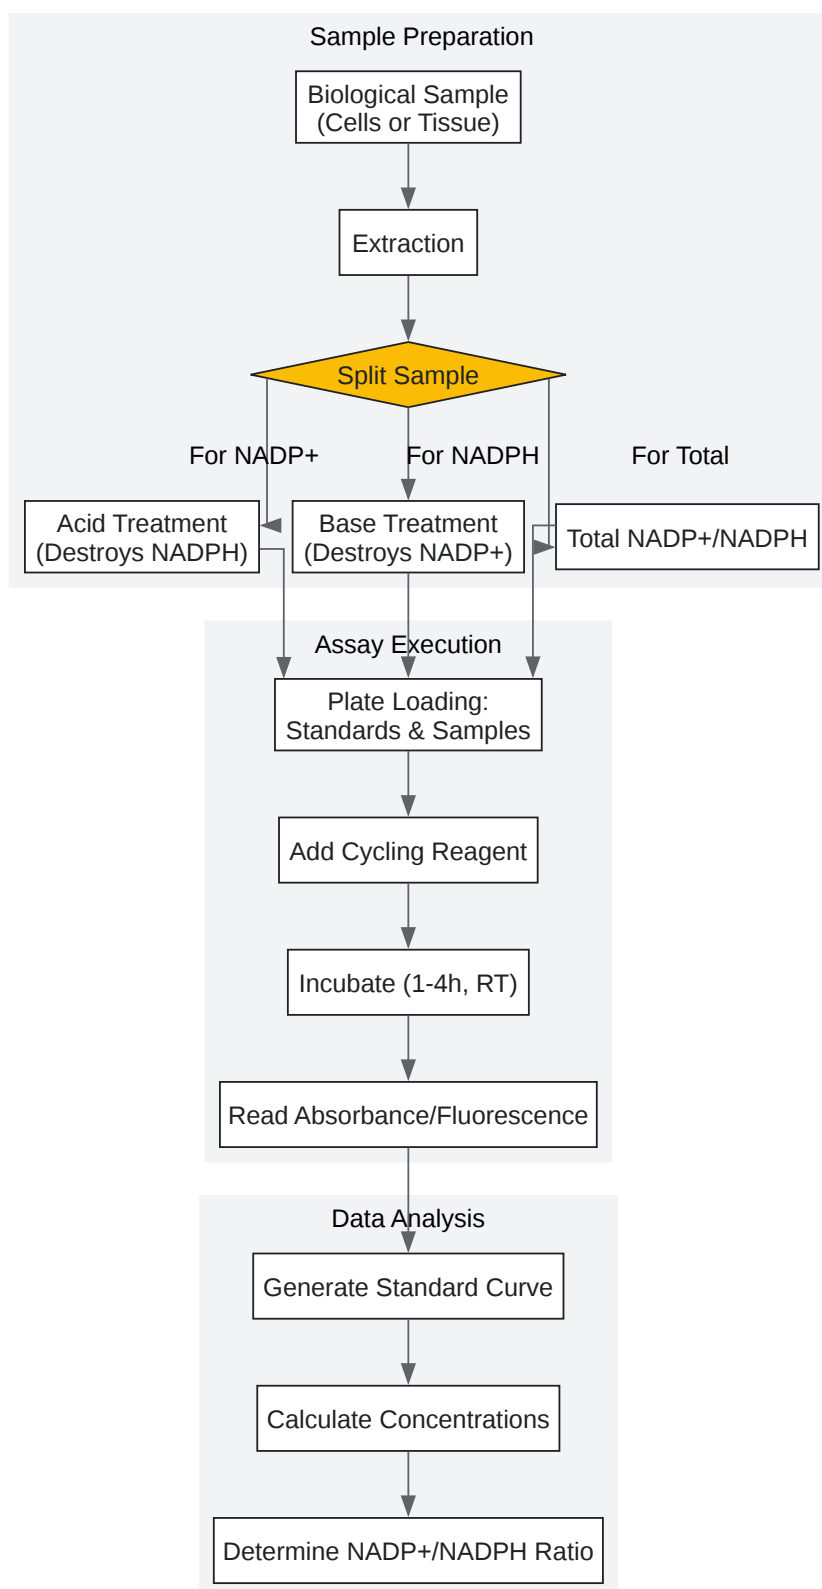 Sample Preparation
Biological Sample
(Cells or Tissue)
Extraction
Split Sample
For NADP+
For NADPH
For Total
Acid Treatment
(Destroys NADPH)
Base Treatment
(Destroys NADP+)
Total NADP+/NADPH
Assay Execution
Plate Loading:
Standards & Samples
Add Cycling Reagent
Incubate (1-4h, RT)
Read Absorbance/Fluorescence
Data Analysis
Generate Standard Curve
Calculate Concentrations
Determine NADP+/NADPH Ratio